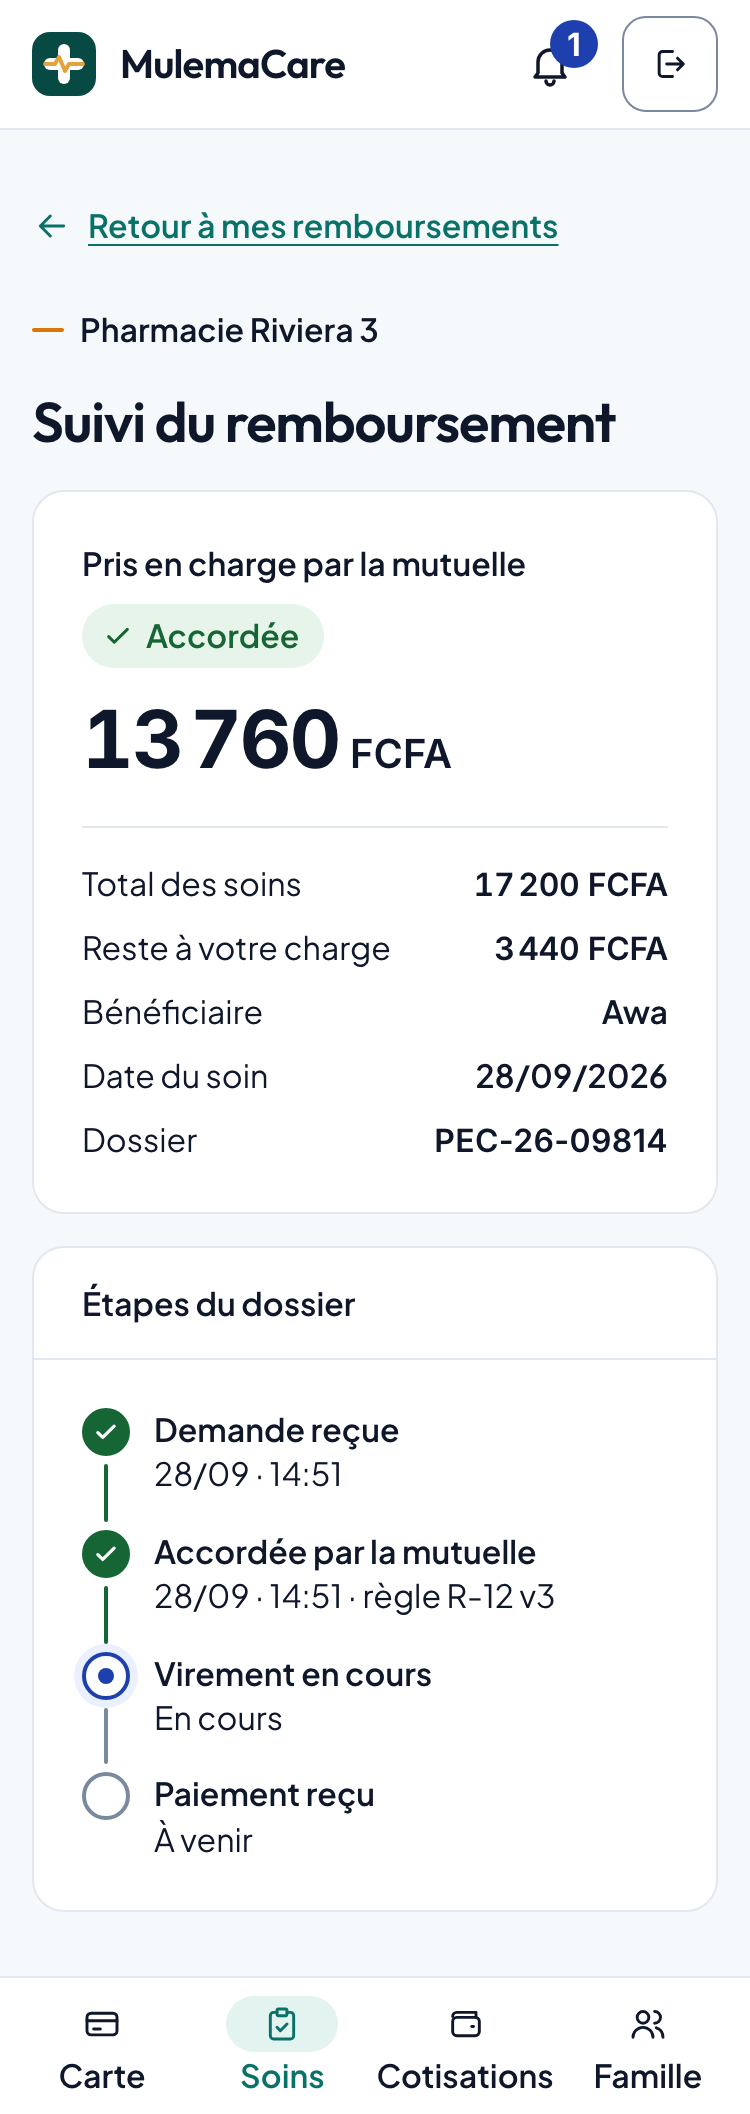 MulemaCare
1
Retour à mes remboursements
Pharmacie Riviera 3
Suivi du remboursement
Pris en charge par la mutuelle
Accordée
13 760 FCFA
Total des soins 17 200 FCFA
Reste à votre charge 3 440 FCFA
Bénéficiaire Awa
Date du soin 28/09/2026
Dossier PEC-26-09814
Étapes du dossier
Demande reçue
28/09 · 14:51
Accordée par la mutuelle
28/09 · 14:51 · règle R-12 v3
Virement en cours
En cours
Paiement reçu
À venir
Carte Soins Cotisations Famille